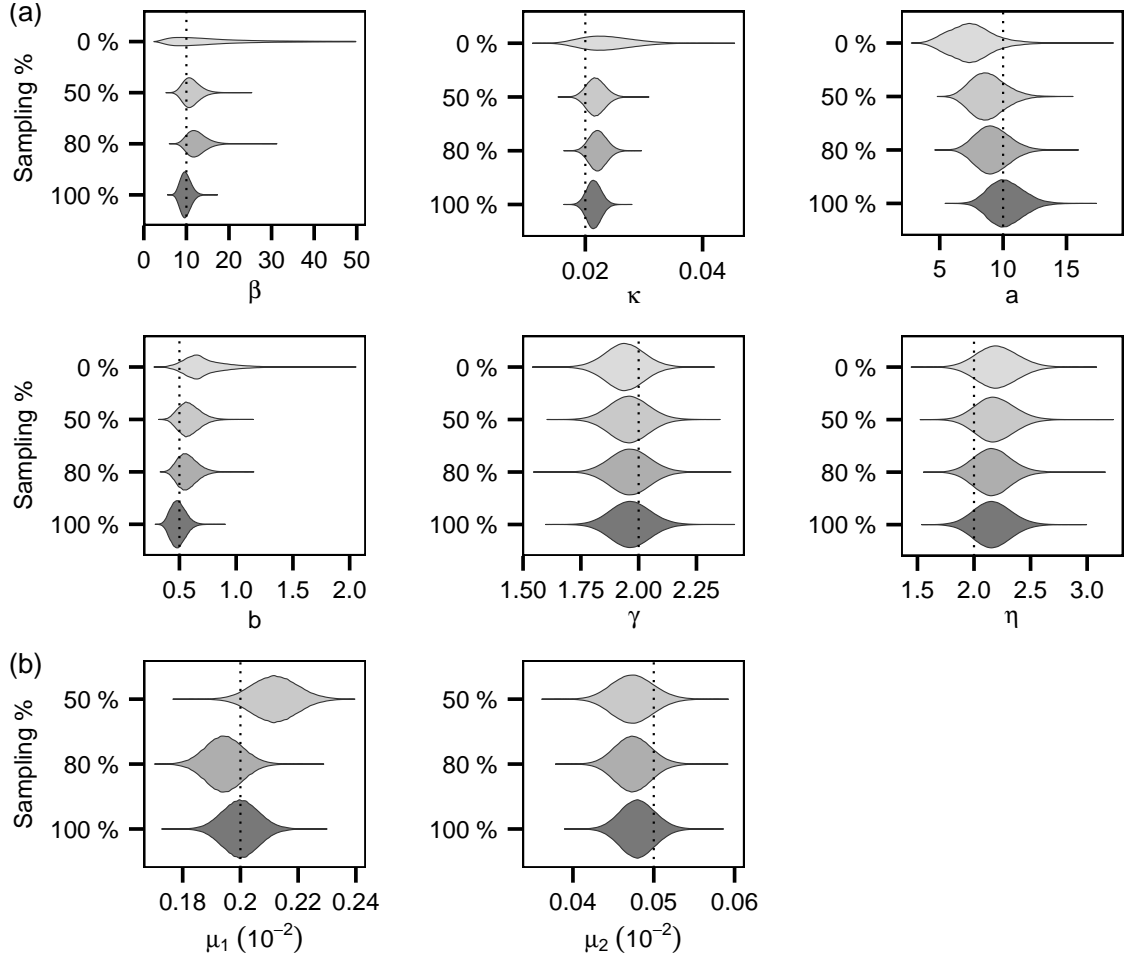 (a)
Sampling %
0 %
50 %
80 %
100 %
0 10 20 30 40 50
β
0 %
50 %
80 %
100 %
0.02 0.04
κ
0 %
50 %
80 %
100 %
5 10 15
a
Sampling %
0 %
50 %
80 %
100 %
0.5 1.0 1.5 2.0
b
0 %
50 %
80 %
100 %
1.50 1.75 2.00 2.25
γ
0 %
50 %
80 %
100 %
1.5 2.0 2.5 3.0
η
(b)
Sampling %
50 %
80 %
100 %
0.18 0.2 0.22 0.24
μ₁ (10⁻²)
50 %
80 %
100 %
0.04 0.05 0.06
μ₂ (10⁻²)